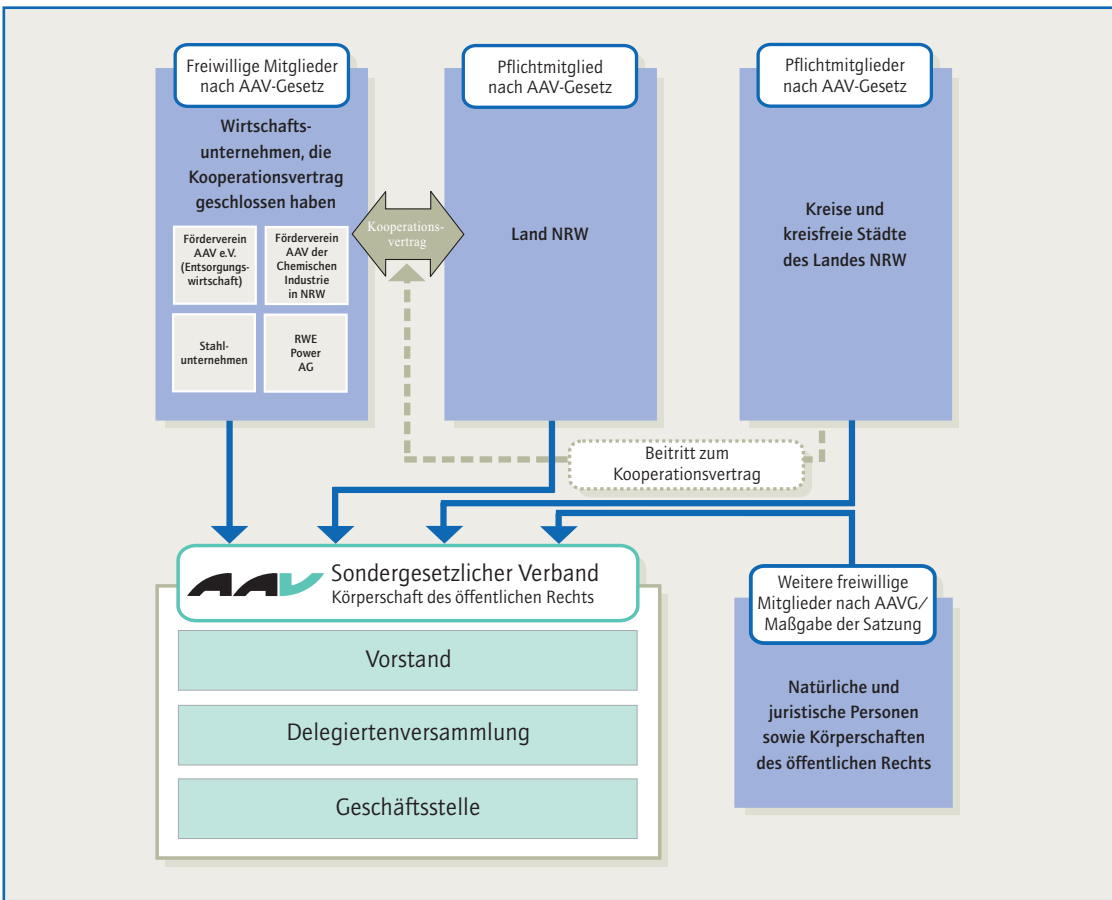 Freiwillige Mitglieder
nach AAV-Gesetz
Wirtschafts-
unternehmen, die
Kooperationsvertrag
geschlossen haben
Förderverein
AAV e.V.
(Entsorgungs-
wirtschaft)
Förderverein
AAV der
Chemischen
Industrie
in NRW
Stahl-
unternehmen
RWE
Power
AG
Kooperations-
vertrag
Pflichtmitglied
nach AAV-Gesetz
Land NRW
Pflichtmitglieder
nach AAV-Gesetz
Kreise und
kreisfreie Städte
des Landes NRW
Beitritt zum
Kooperationsvertrag
AAV
Sondergesetzlicher Verband
Körperschaft des öffentlichen Rechts
Vorstand
Delegiertenversammlung
Geschäftsstelle
Weitere freiwillige
Mitglieder nach AAVG/
Maßgabe der Satzung
Natürliche und
juristische Personen
sowie Körperschaften
des öffentlichen Rechts